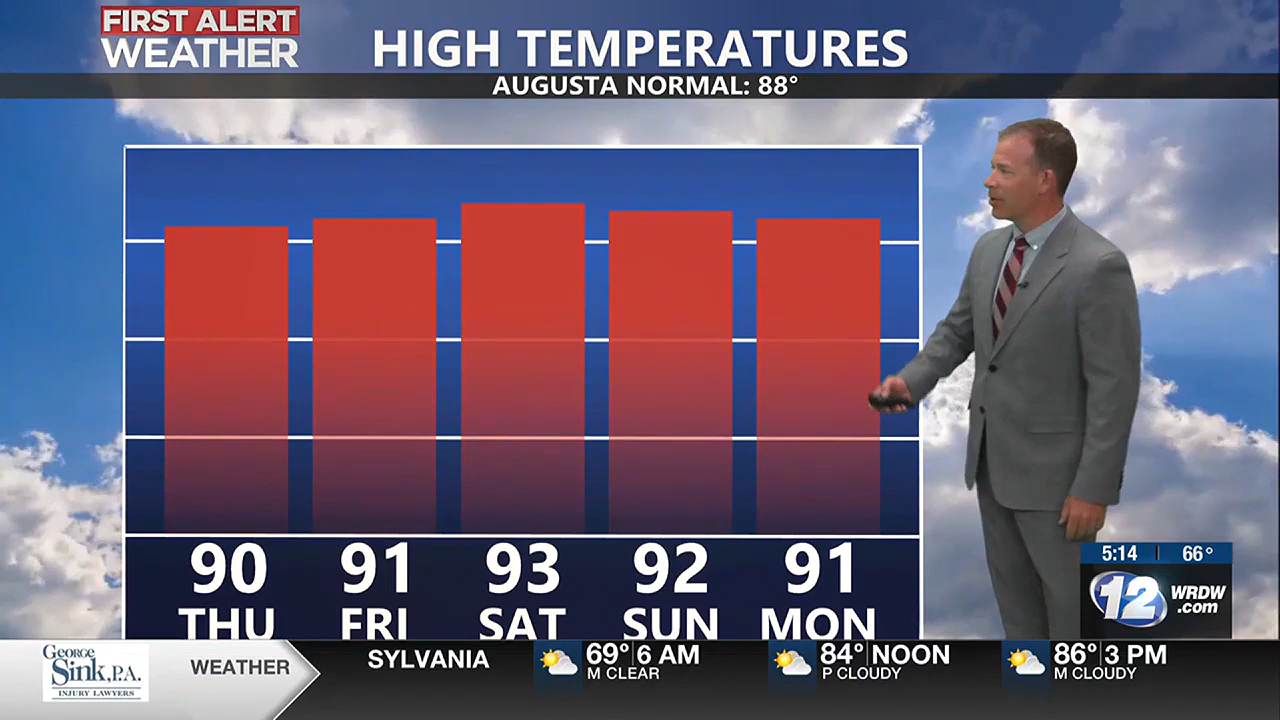 FIRST ALERT
WEATHER
HIGH TEMPERATURES
AUGUSTA NORMAL: 88°
90 91 93 92 91
THU FRI SAT SUN MON
5:14 | 66°
12 WRDW
.com
GEORGE
Sink, P.A.
INJURY LAWYERS
WEATHER
SYLVANIA
69° 6 AM
M CLEAR
84° NOON
P CLOUDY
86° 3 PM
M CLOUDY